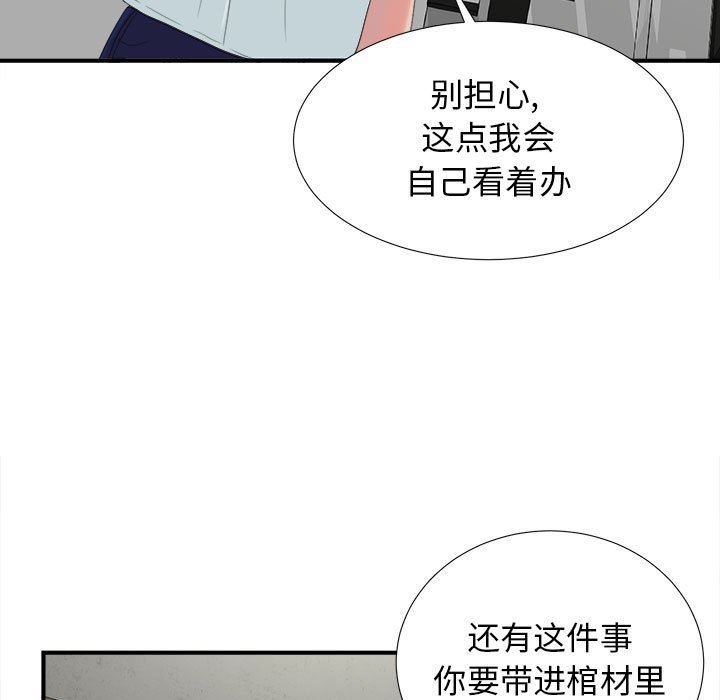 别担心,
这点我会
自己看着办
还有这件事
你要带进棺材里